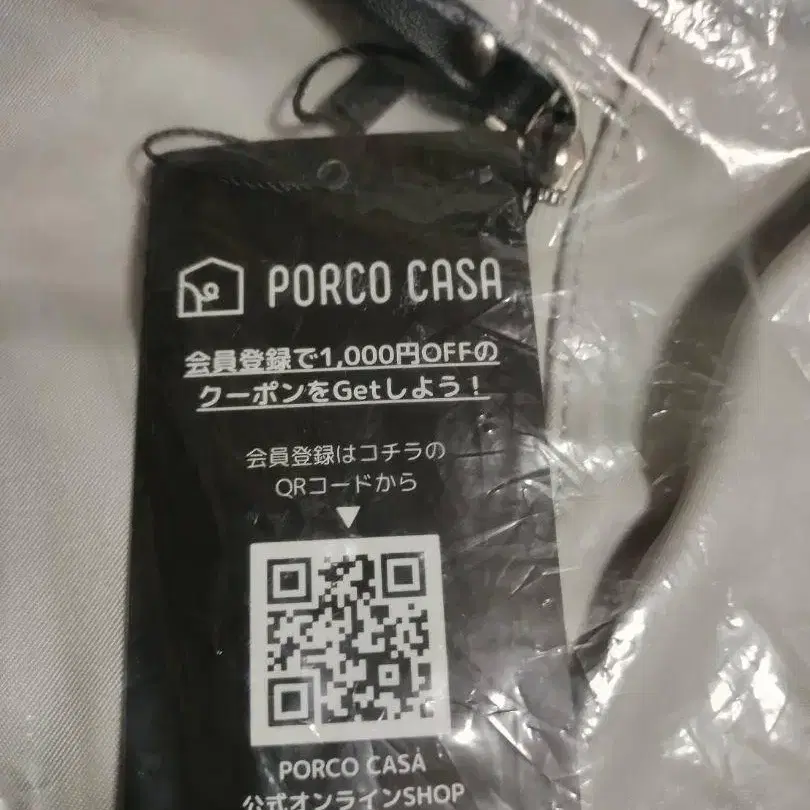 PORCO CASA
会員登録で1,000円OFFの
クーポンをGetしよう!
会員登録はコチラの
QRコードから
PORCO CASA
公式オンラインSHOP